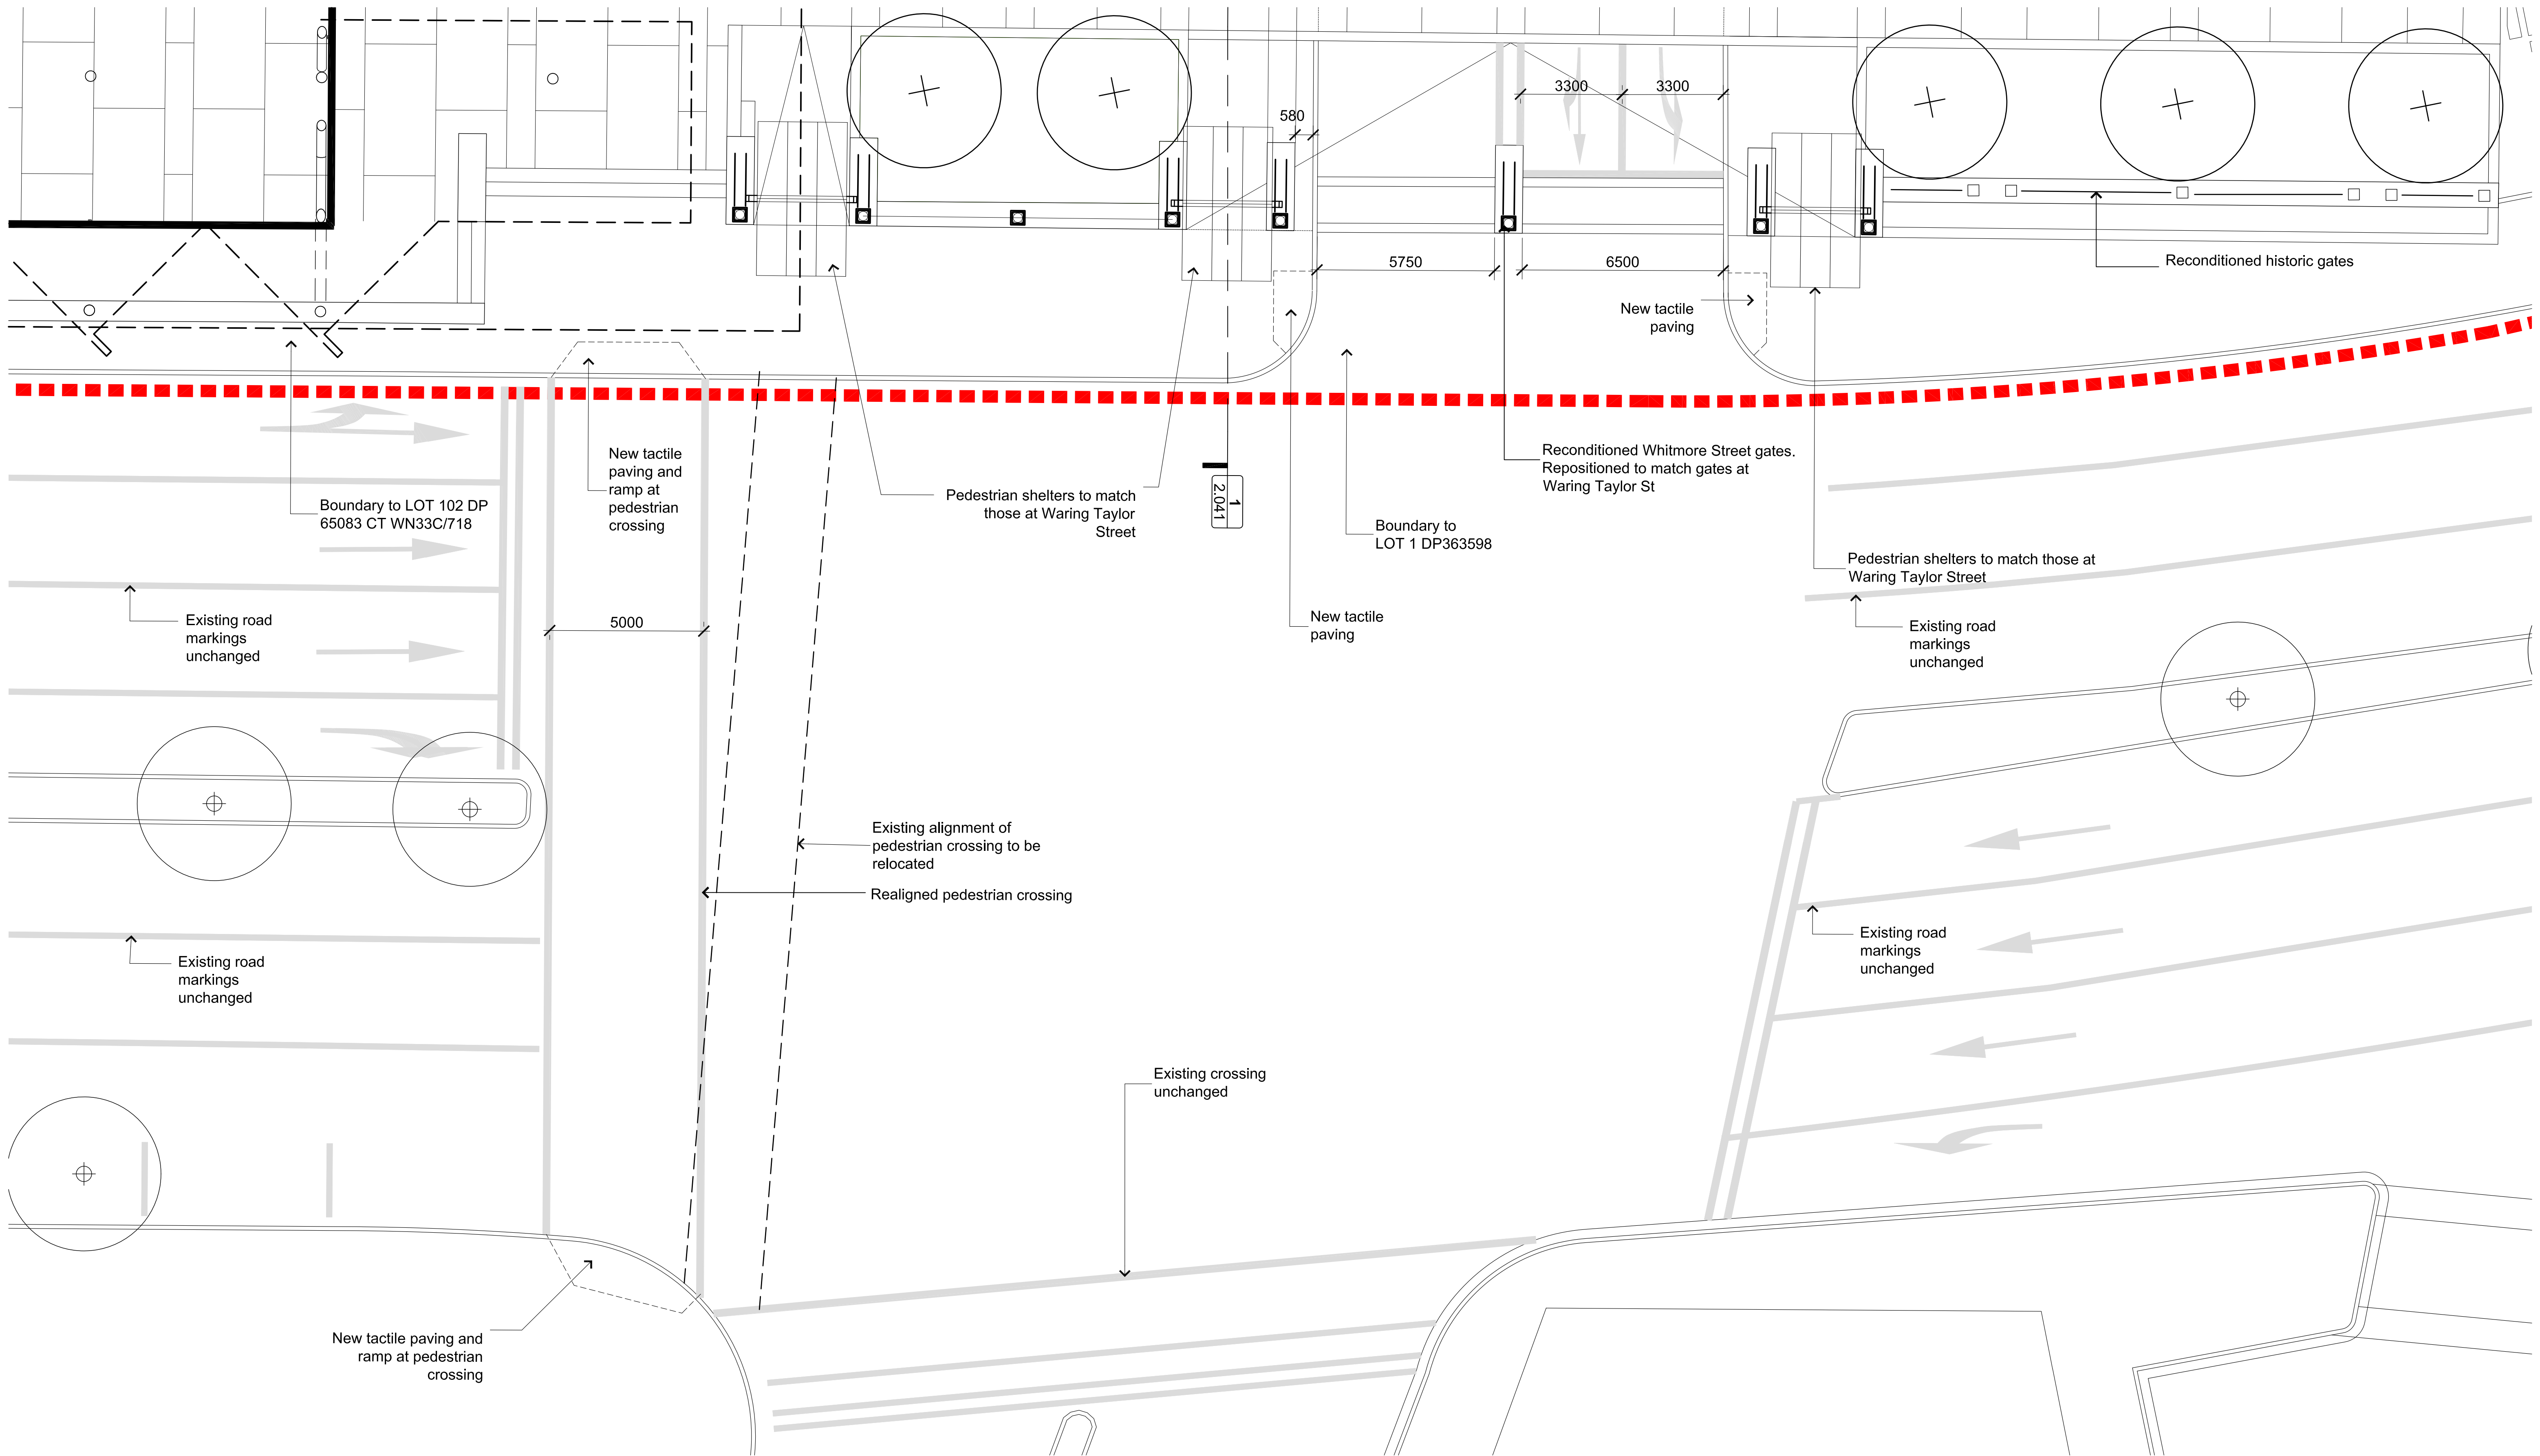 3300
3300
580
5750
6500
Reconditioned historic gates
New tactile
paving
New tactile
paving and
ramp at
pedestrian
crossing
Boundary to LOT 102 DP
65083 CT WN33C/718
Pedestrian shelters to match
those at Waring Taylor
Street
1
2.041
Reconditioned Whitmore Street gates.
Repositioned to match gates at
Waring Taylor St
Boundary to
LOT 1 DP363598
Pedestrian shelters to match those at
Waring Taylor Street
Existing road
markings
unchanged
5000
New tactile
paving
Existing road
markings
unchanged
Existing alignment of
pedestrian crossing to be
relocated
Realigned pedestrian crossing
Existing road
markings
unchanged
Existing road
markings
unchanged
Existing crossing
unchanged
New tactile paving and
ramp at pedestrian
crossing